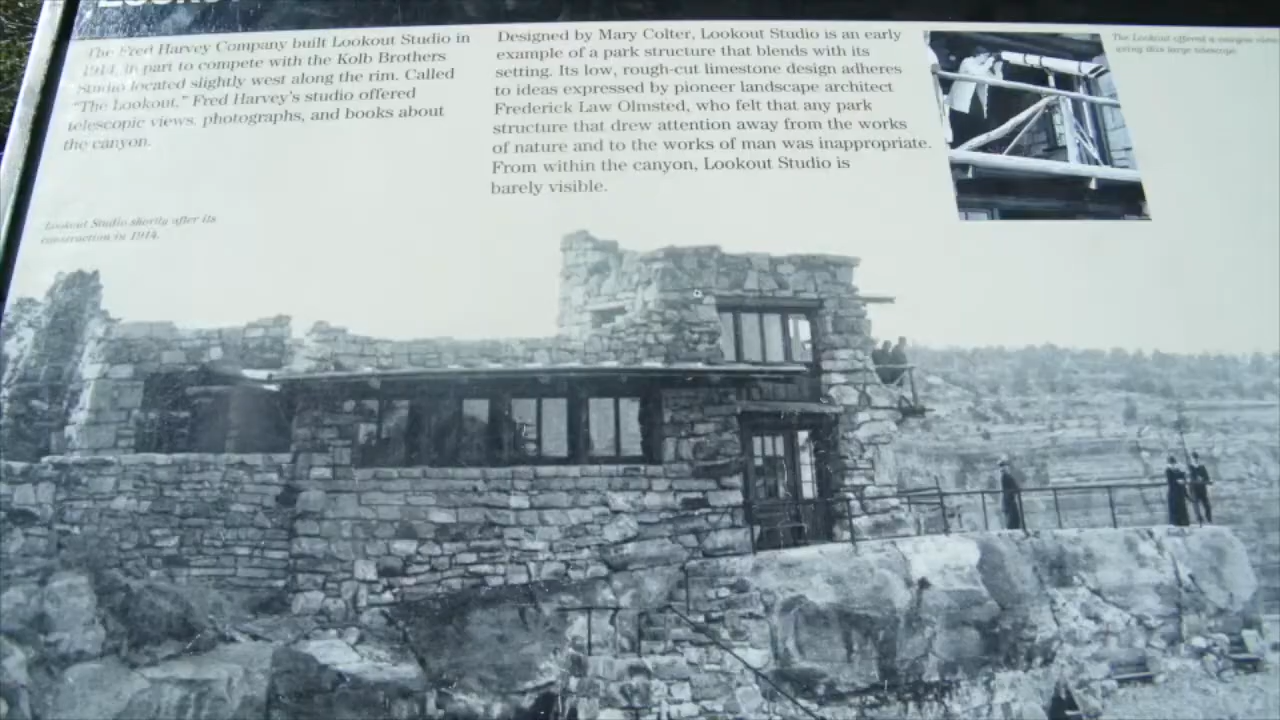 The Fred Harvey Company built Lookout Studio in
1914, in part to compete with the Kolb Brothers
Studio located slightly west along the rim. Called
"The Lookout," Fred Harvey's studio offered
telescopic views, photographs, and books about
the canyon.
Designed by Mary Colter, Lookout Studio is an early
example of a park structure that blends with its
setting. Its low, rough-cut limestone design adheres
to ideas expressed by pioneer landscape architect
Frederick Law Olmsted, who felt that any park
structure that drew attention away from the works
of nature and to the works of man was inappropriate.
From within the canyon, Lookout Studio is
barely visible.
The Lookout offered a canyon view
using this large telescope.
Lookout Studio shortly after its
construction in 1914.